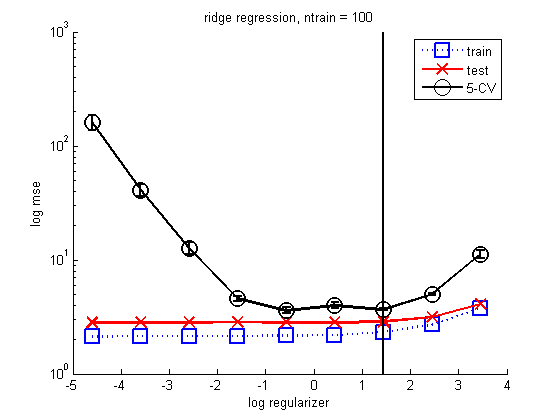 ridge regression, ntrain = 100
10^3
train
test
5-CV
10^2
log mse
10^1
10^0
-5 -4 -3 -2 -1 0 1 2 3 4
log regularizer